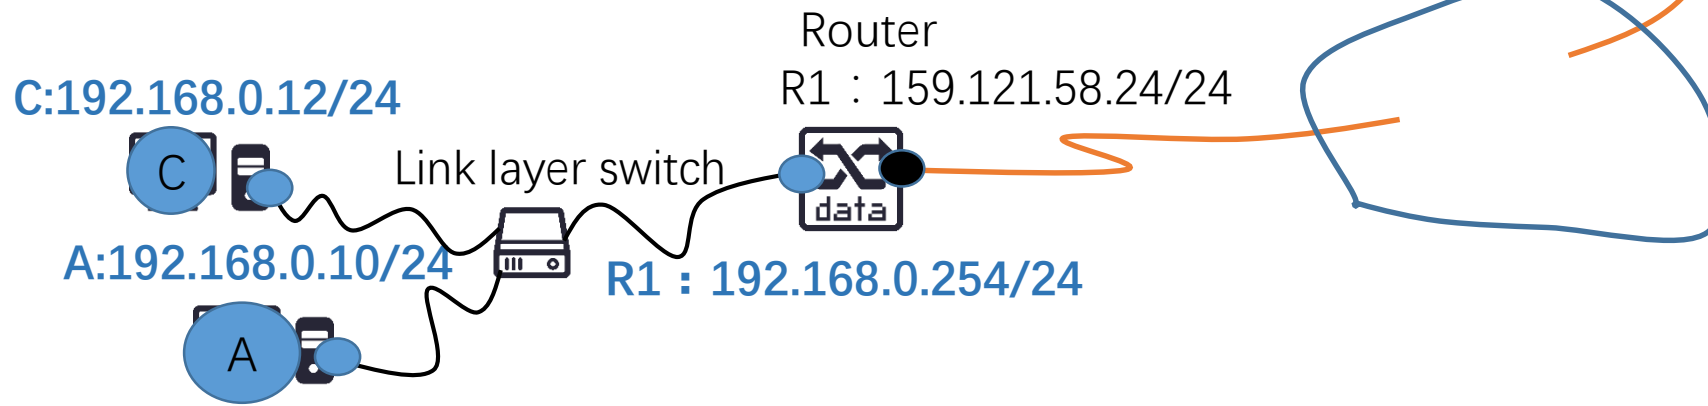 Router
R1：159.121.58.24/24
C:192.168.0.12/24
C
Link layer switch
data
A:192.168.0.10/24
R1：192.168.0.254/24
A